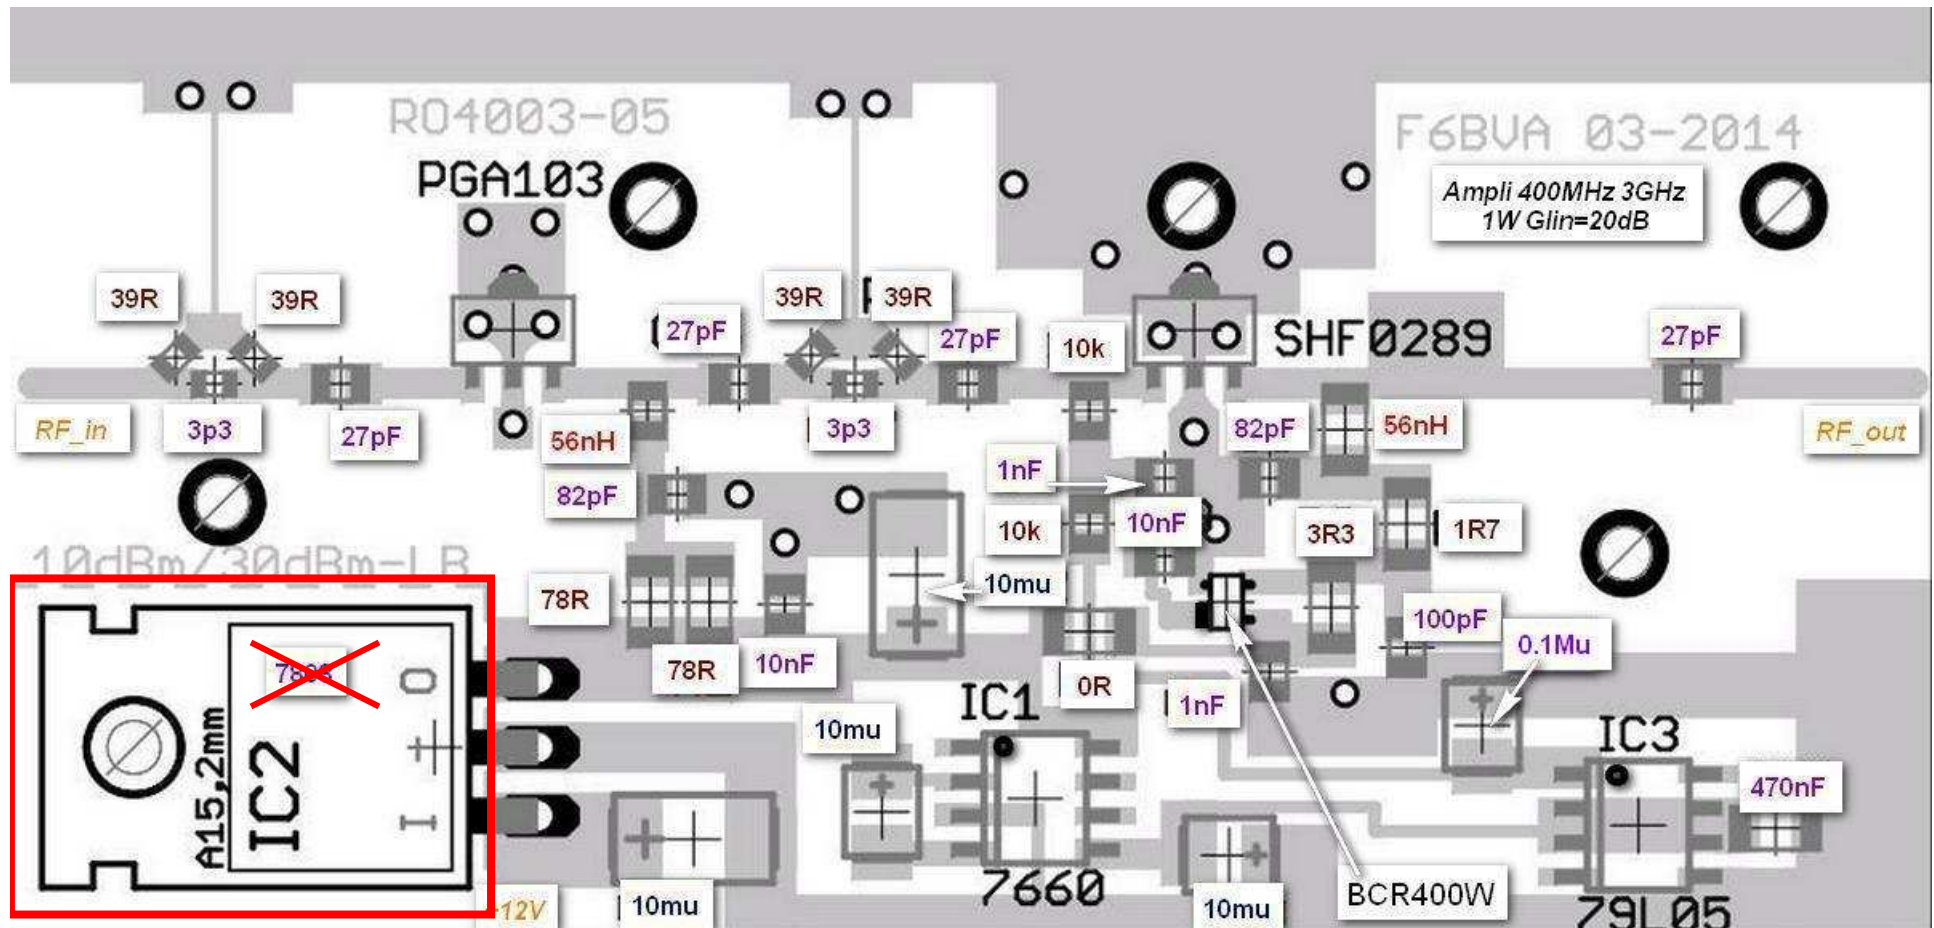 RO4003-05
F6BVA 03-2014
PGA103
Ampli 400MHz 3GHz
1W Glin=20dB
39R
39R
39R
39R
27pF
27pF
10k
SHF0289
27pF
RF_in
3p3
27pF
56nH
3p3
82pF
56nH
RF_out
1nF
82pF
10k
10nF
3R3
1R7
10dBm/30dBm-LB
78R
10mu
100pF
0.1Mu
78R
10nF
0R
1nF
O
I
A15,2mm
IC2
10mu
IC1
IC3
470nF
7660
BCR400W
79L05
12V
10mu
10mu